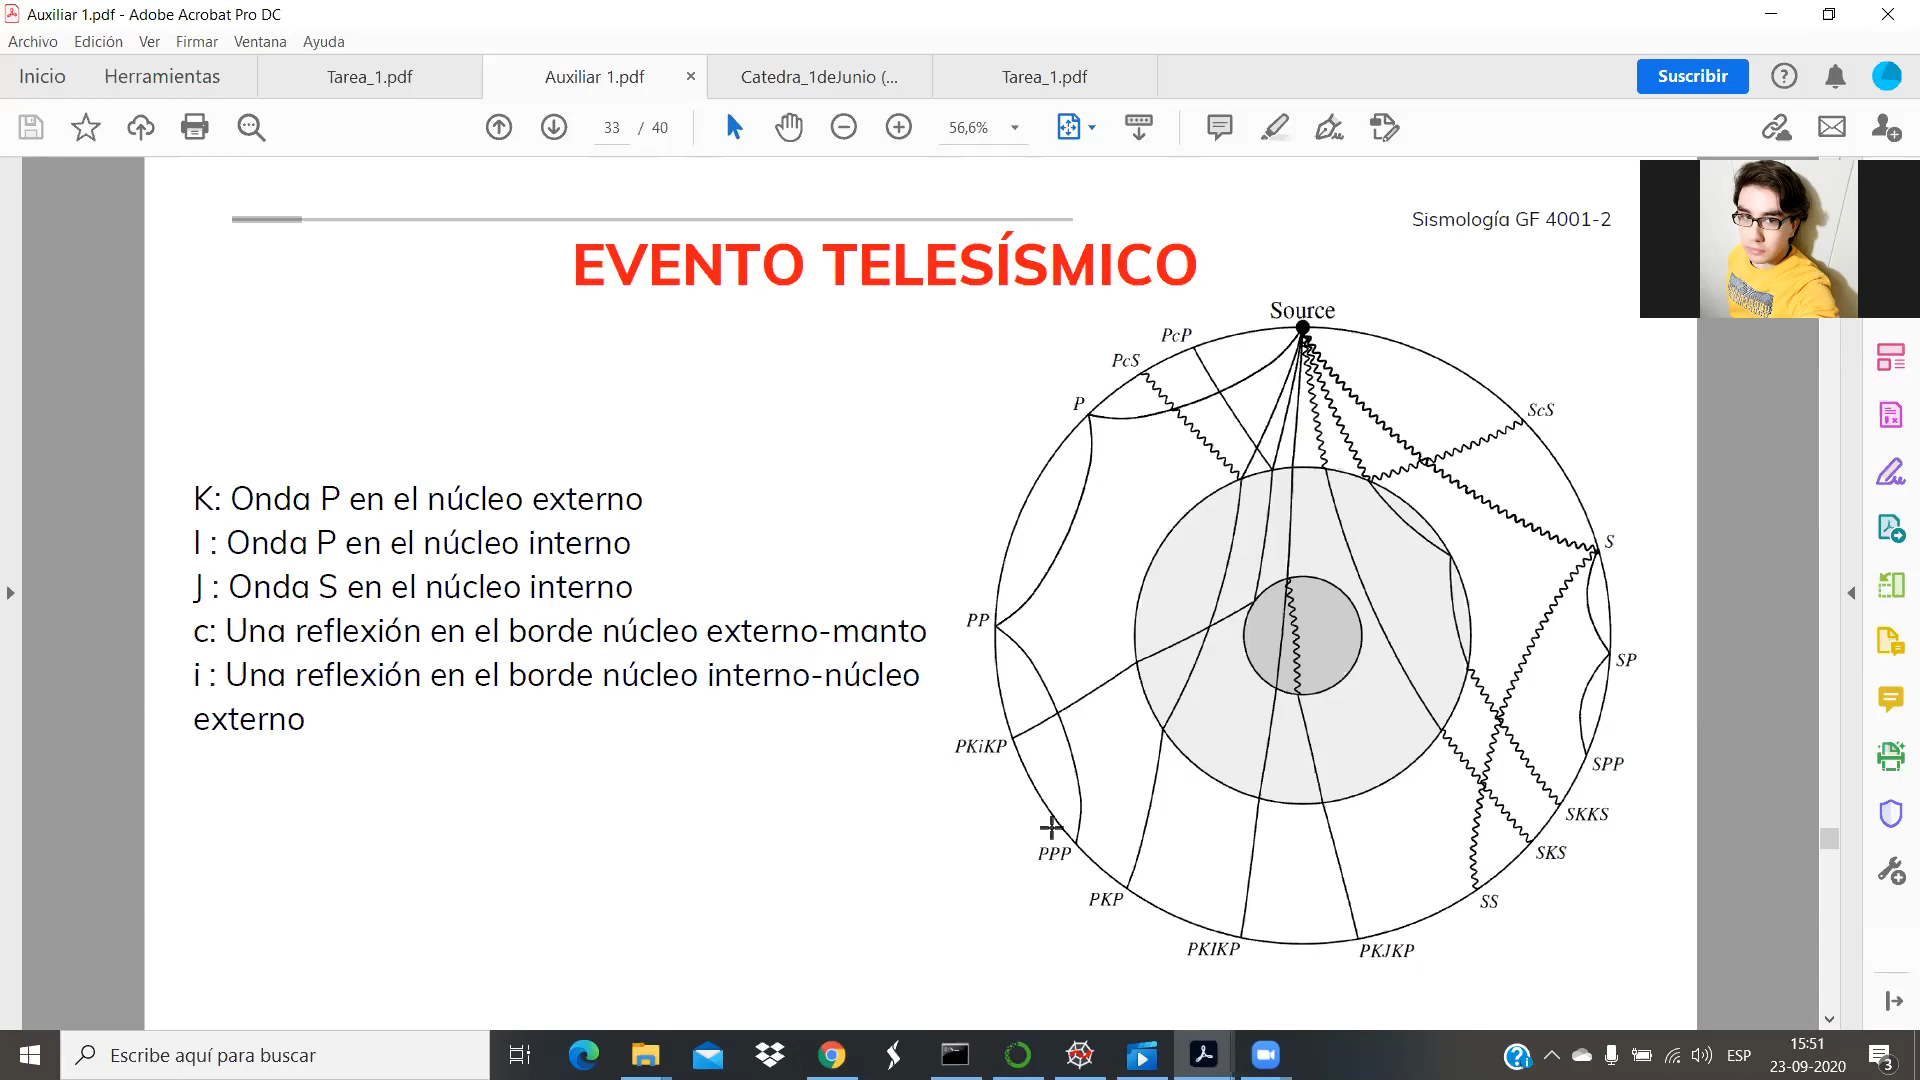 Auxiliar 1.pdf - Adobe Acrobat Pro DC
Archivo Edición Ver Firmar Ventana Ayuda
Inicio Herramientas Tarea_1.pdf Auxiliar 1.pdf × Catedra_1deJunio (... Tarea_1.pdf Suscribir
33 / 40 56,6%
Sismología GF 4001-2
EVENTO TELESÍSMICO
Source
PcP
PcS
P
ScS
K: Onda P en el núcleo externo
I : Onda P en el núcleo interno
J : Onda S en el núcleo interno
c: Una reflexión en el borde núcleo externo-manto
i : Una reflexión en el borde núcleo interno-núcleo
externo
S
PP
SP
PKiKP
SPP
SKKS
PPP
SKS
PKP
SS
PKIKP
PKJKP
Escribe aquí para buscar
ESP
15:51
23-09-2020
3